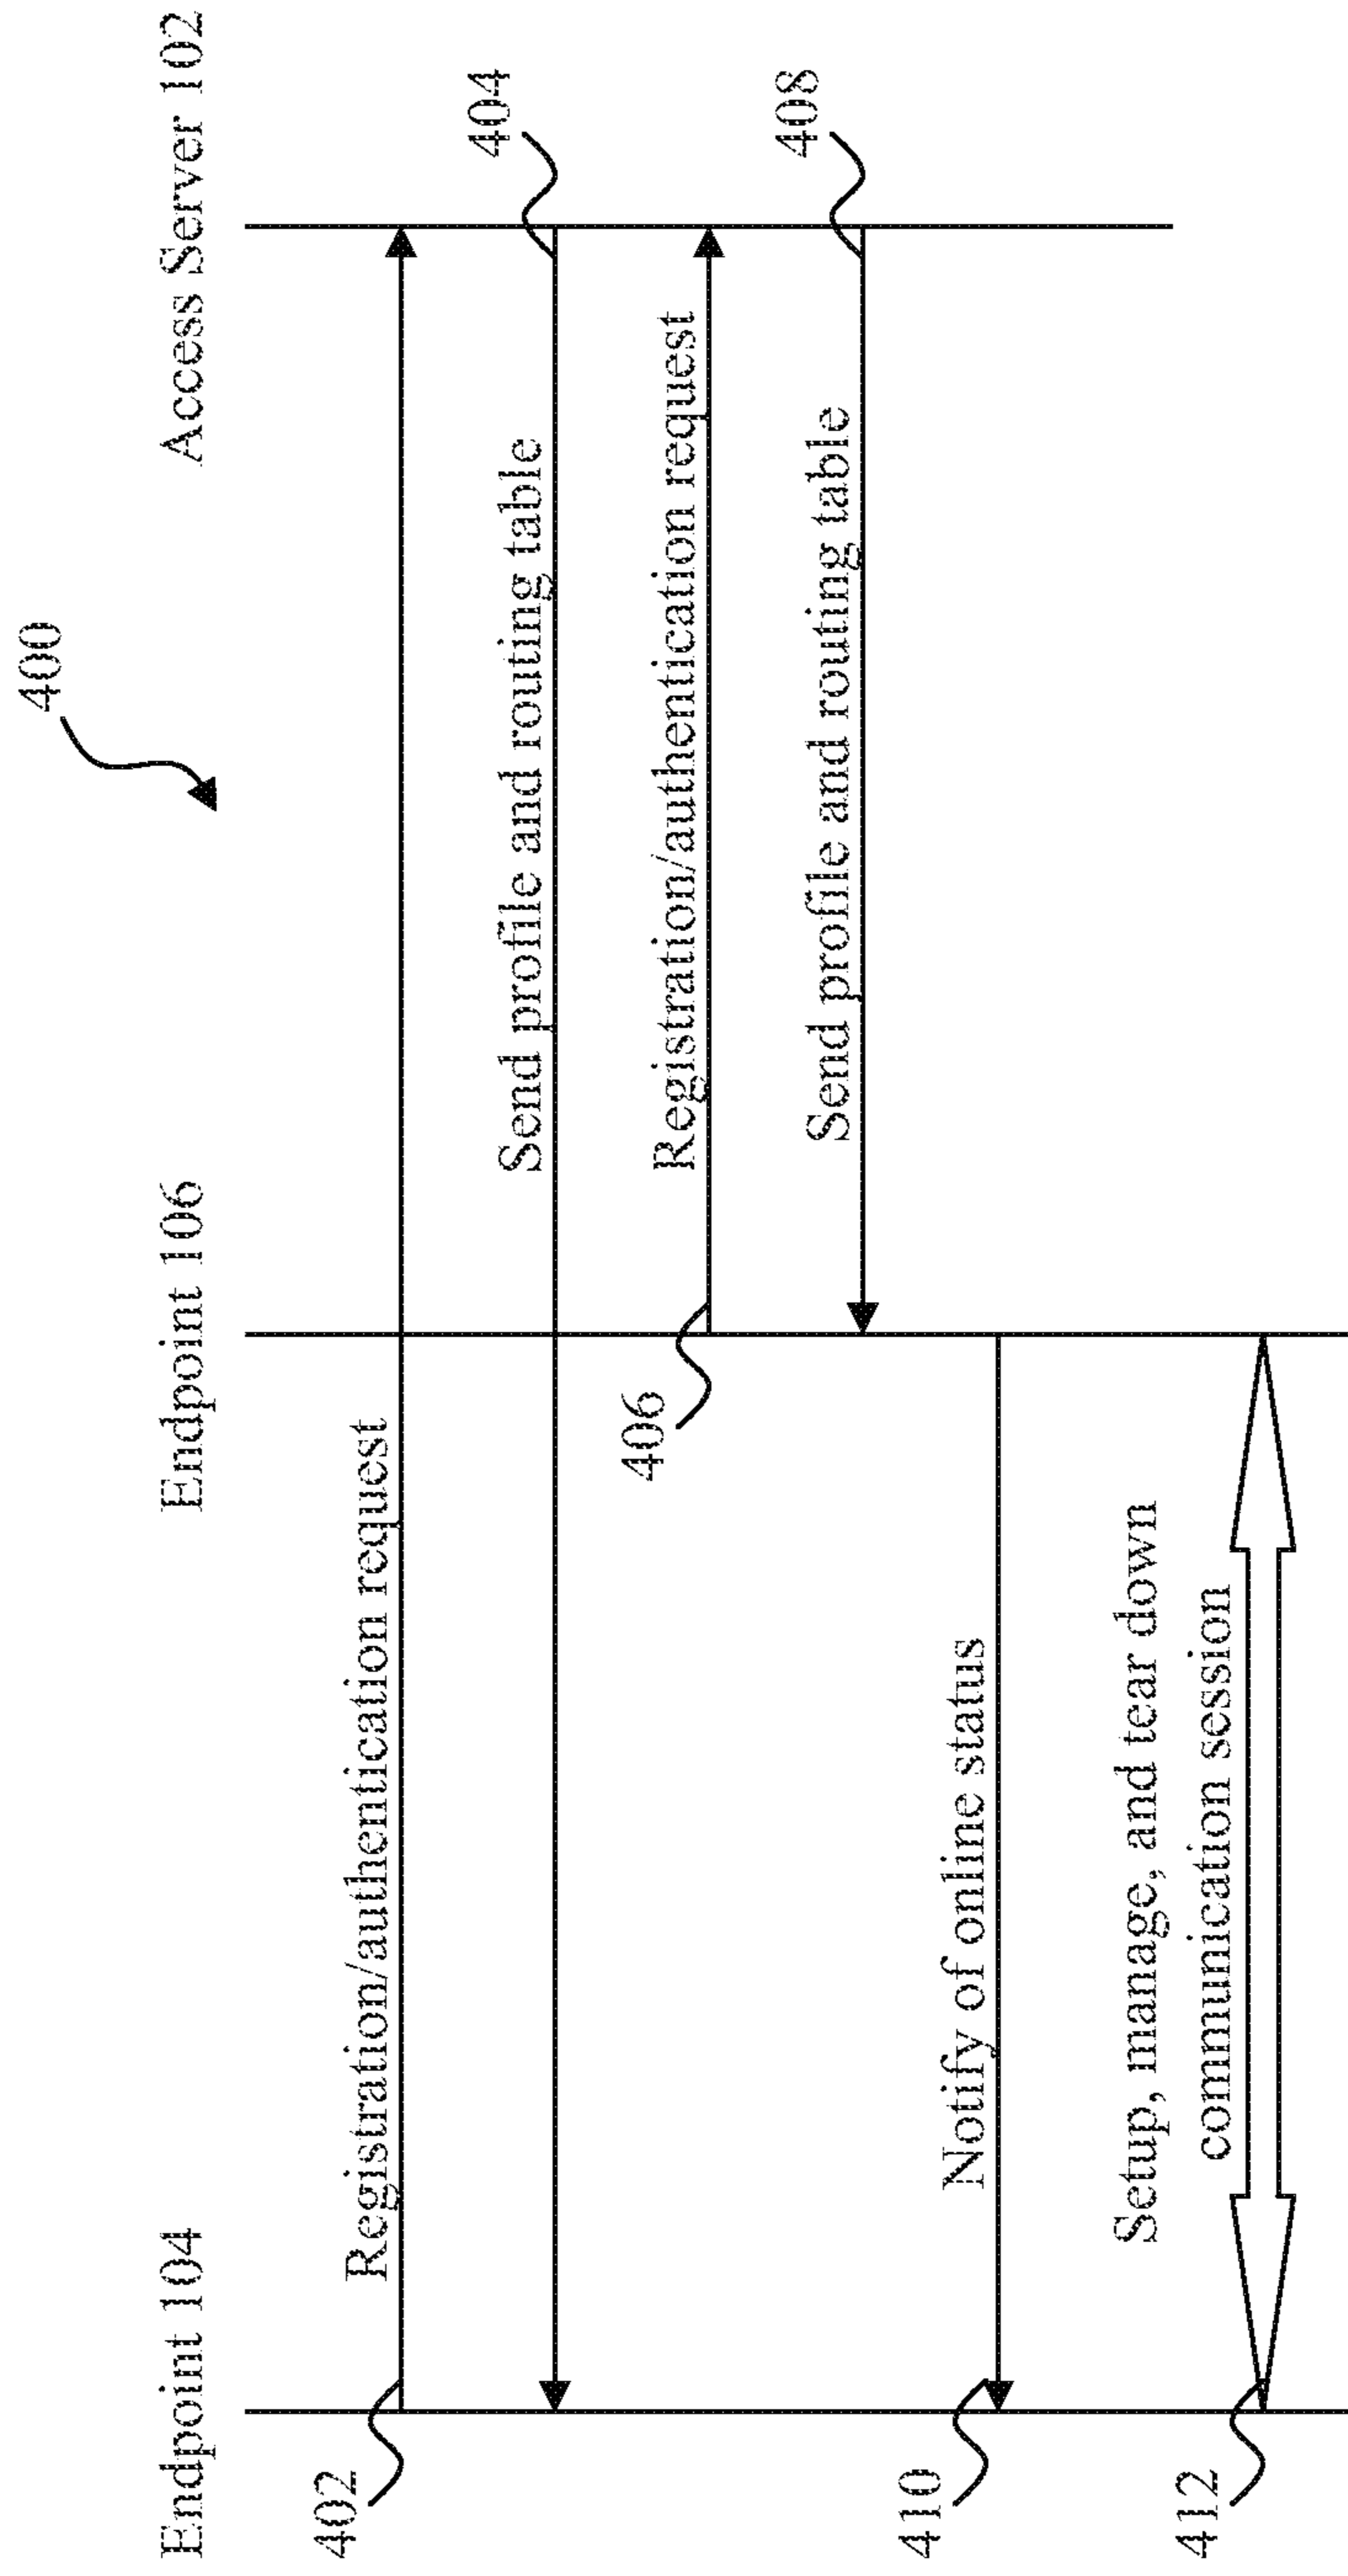 400
Endpoint 104
Endpoint 106
Access Server 102
402
Registration/authentication request
404
Send profile and routing table
406
Registration/authentication request
408
Send profile and routing table
410
Notify of online status
412
Setup, manage, and tear down
communication session